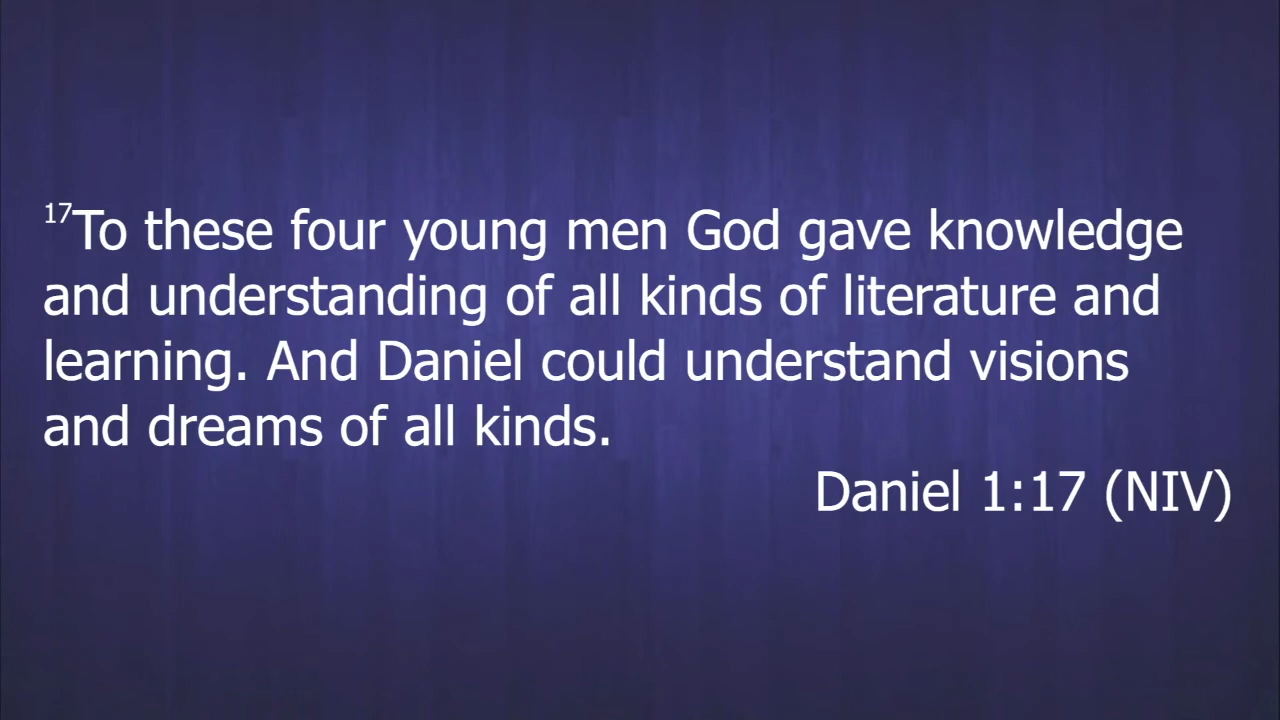 17To these four young men God gave knowledge
and understanding of all kinds of literature and
learning. And Daniel could understand visions
and dreams of all kinds.
Daniel 1:17 (NIV)